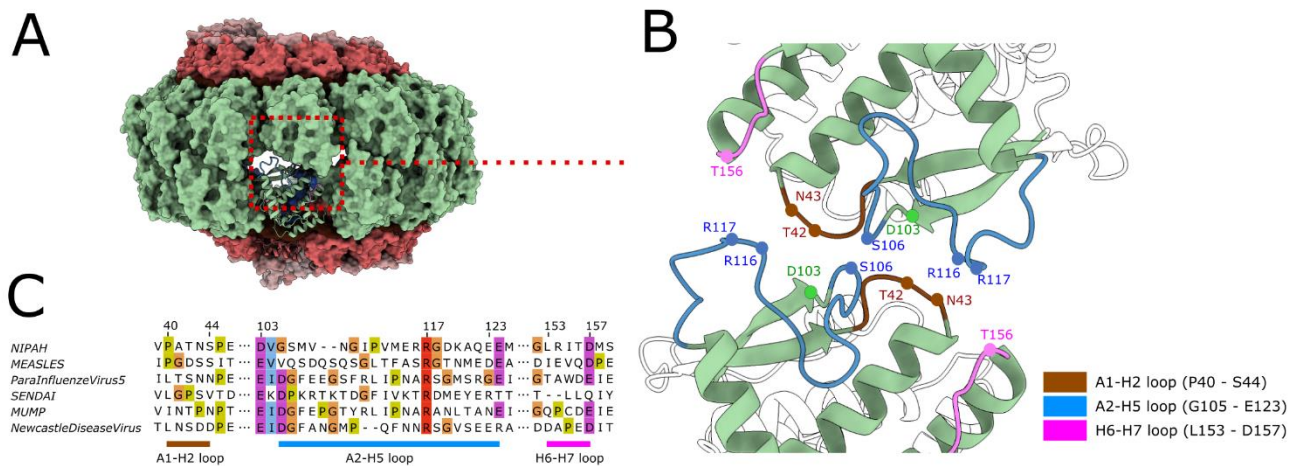 A
B
T156
N43
T42
D103
S106
R117
R116
R116
R117
D103
S106
T42
N43
T156
C
40 44 103 117 123 153 157
NIPAH VPATNSPE···DVGSMV--NGIPVMERRGDKAQEEM···GLRITDMS
MEASLES IPGDSSIT···EVVQSDQSQSGLTFASRGTNMEDEA···DIEVQDPE
ParaInfluenzeVirus5 ILTSNNPE···EIDGFEEGSFRLIPNARSGMSRGEI···GTAWDEIE
SENDAI VLGPSVTD···EKDPKRTKTDGFIVKTRDMEYERTT···T--LLQIY
MUMP VINTPNPT···EIDGFEPGTYRLIPNARANLTANEI···GQPCDEIE
NewcastleDiseaseVirus TLNSDDPE···EIDGFANGMP--QFNNRSGVSEERA···DDAPEDIT
A1-H2 loop A2-H5 loop H6-H7 loop
A1-H2 loop (P40 - S44)
A2-H5 loop (G105 - E123)
H6-H7 loop (L153 - D157)